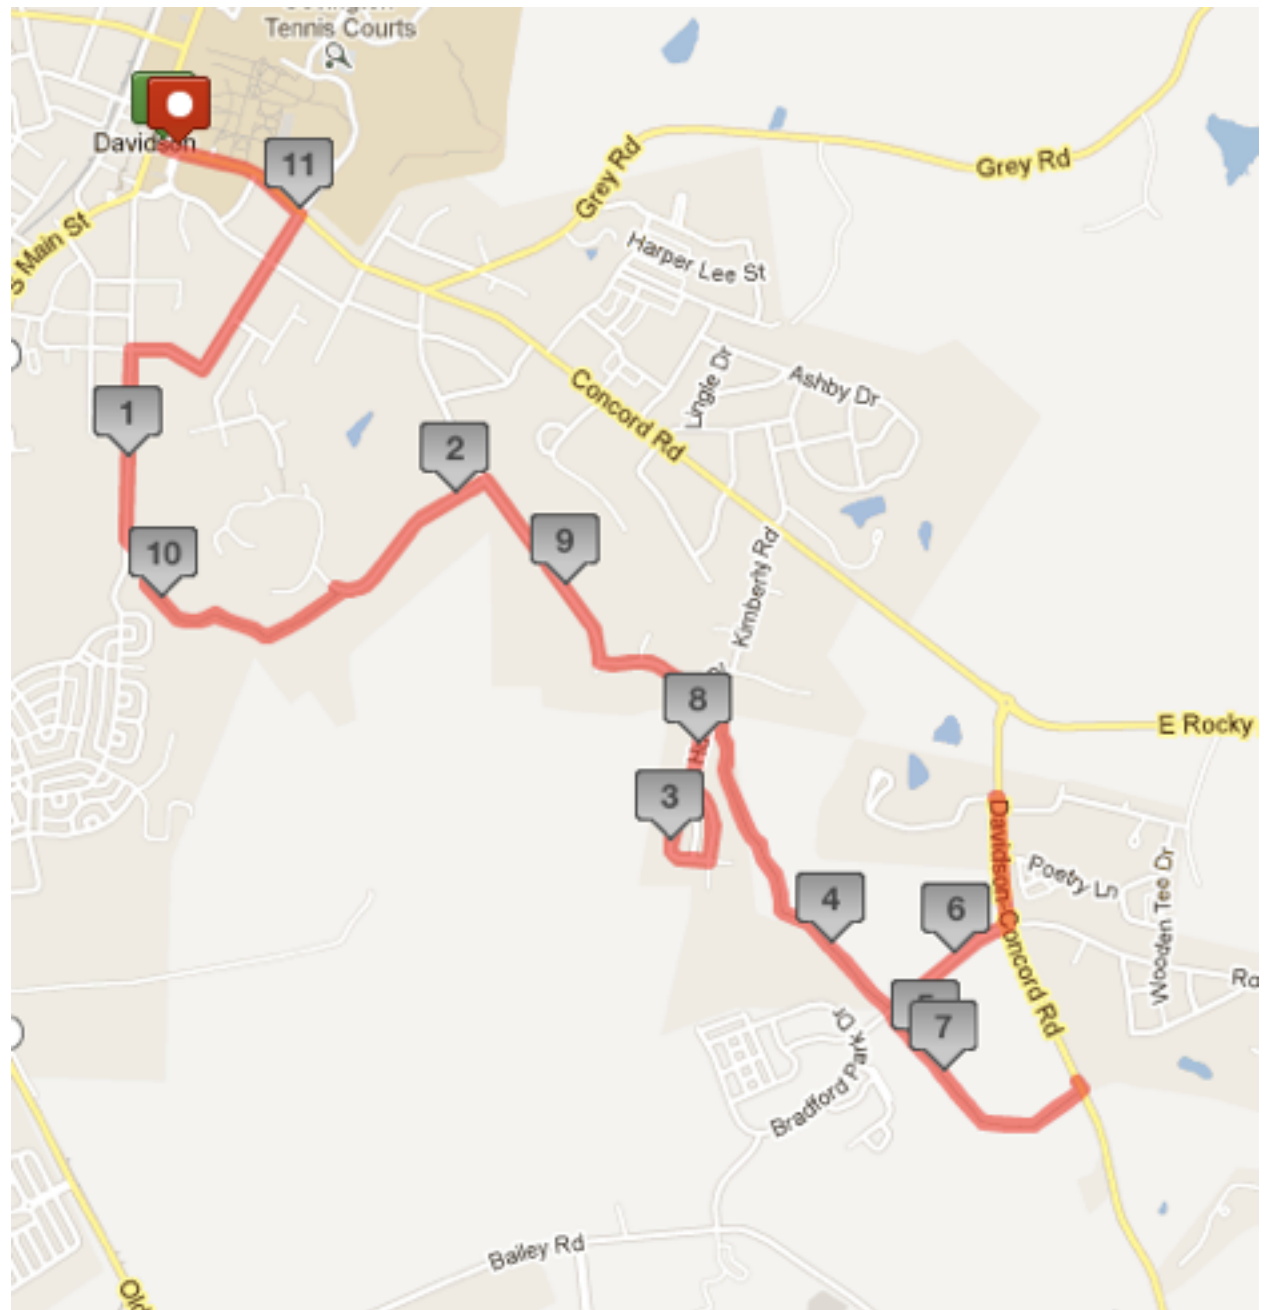 Tennis Courts
Davidson
11
Grey Rd
Grey Rd
S Main St
Harper Lee St
Lingle Dr
Ashby Dr
1
Concord Rd
2
9
10
Kimberly Rd
8
E Rocky
3
Davidson-Concord Rd
Poetry Ln
Wooden Tee Dr
4
6
5
7
Bradford Park Dr
Bailey Rd